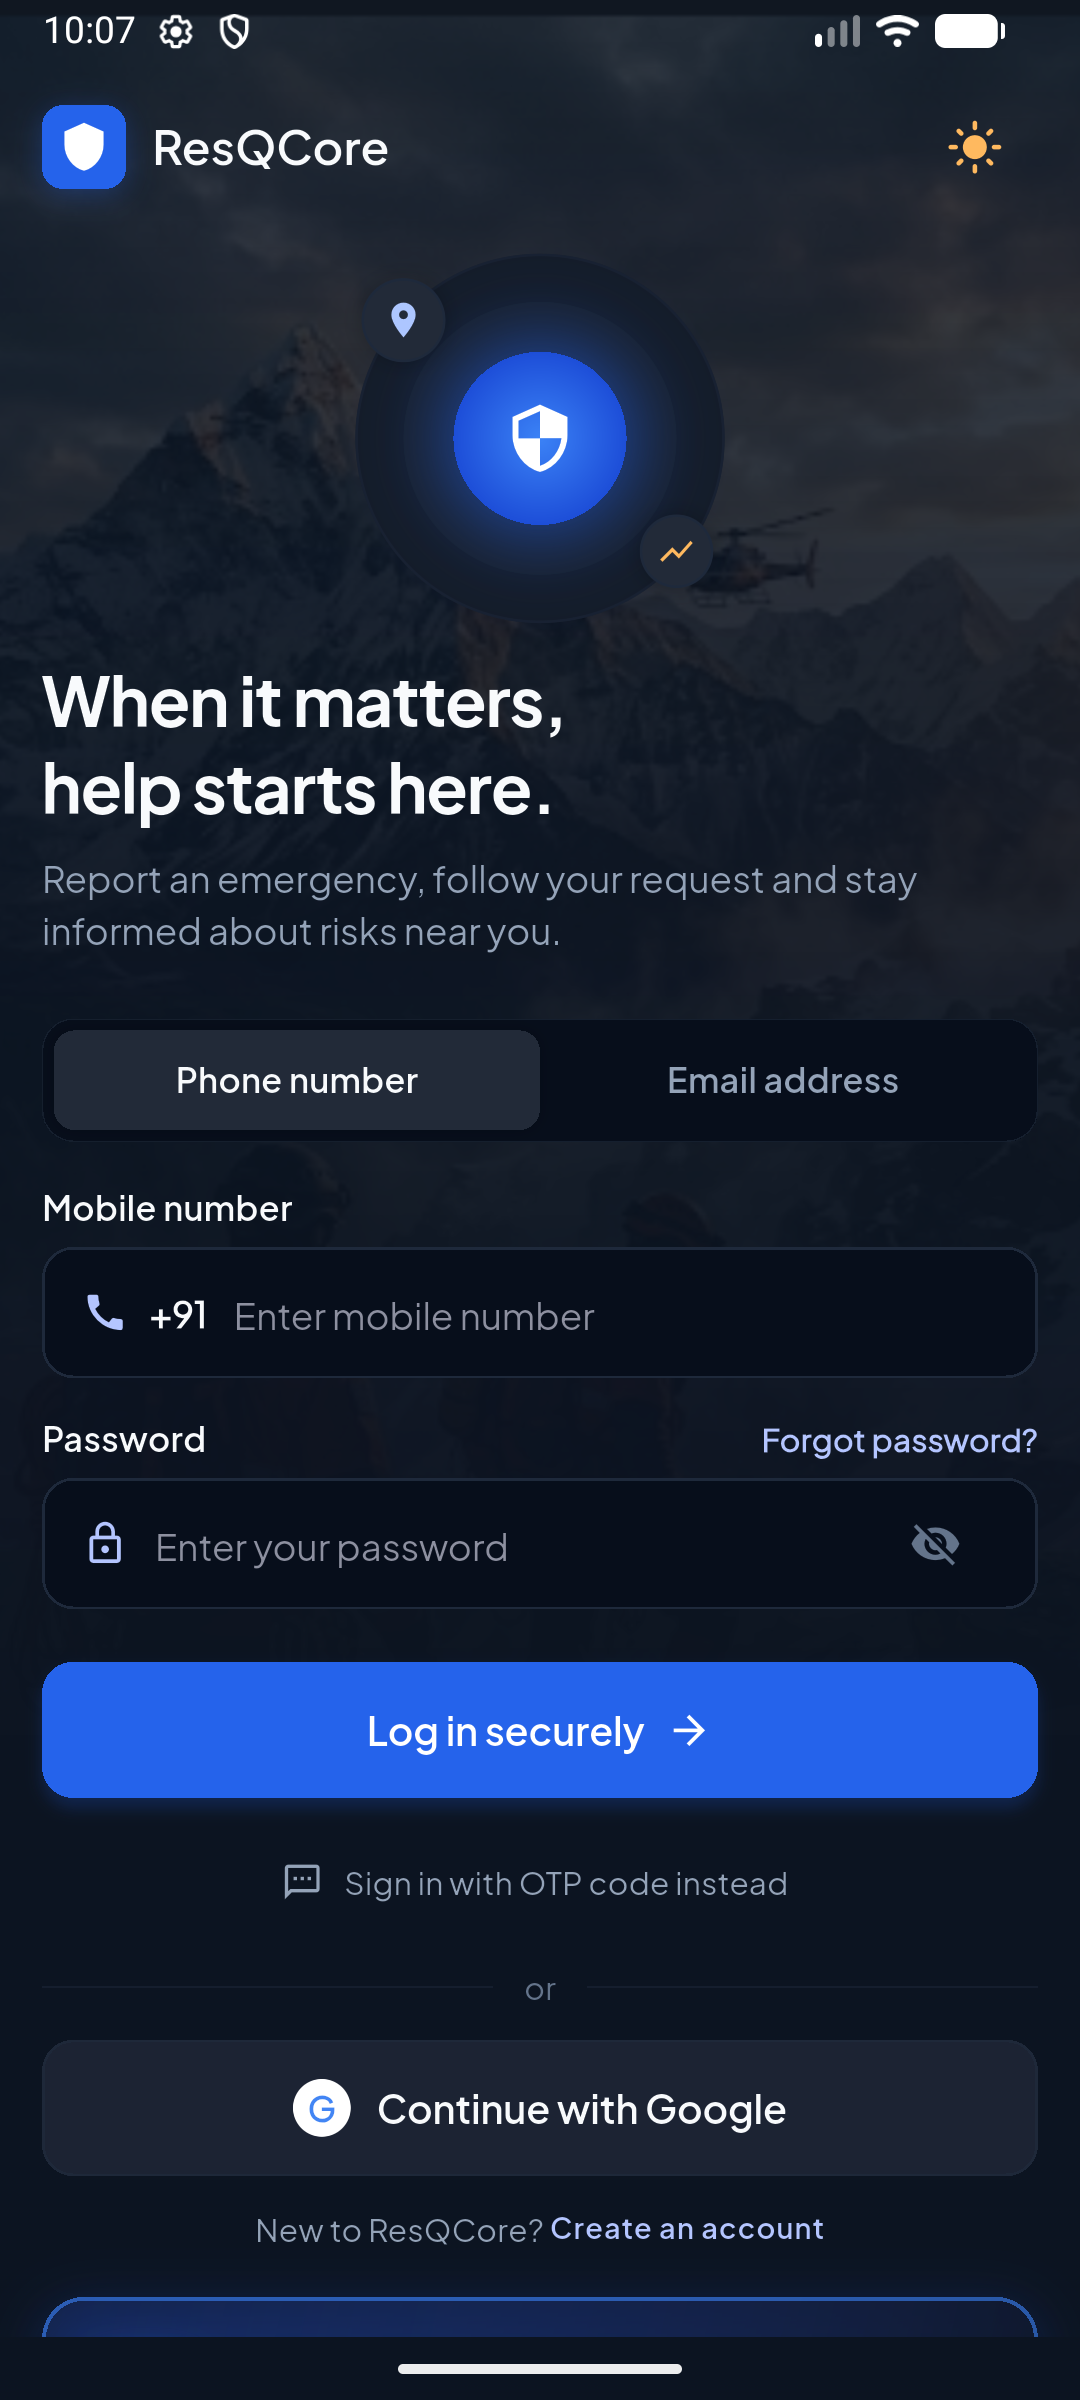 10:07
ResQCore
When it matters,
help starts here.
Report an emergency, follow your request and stay
informed about risks near you.
Phone number
Email address
Mobile number
+91 Enter mobile number
Password
Forgot password?
Enter your password
Log in securely
Sign in with OTP code instead
or
G Continue with Google
New to ResQCore? Create an account